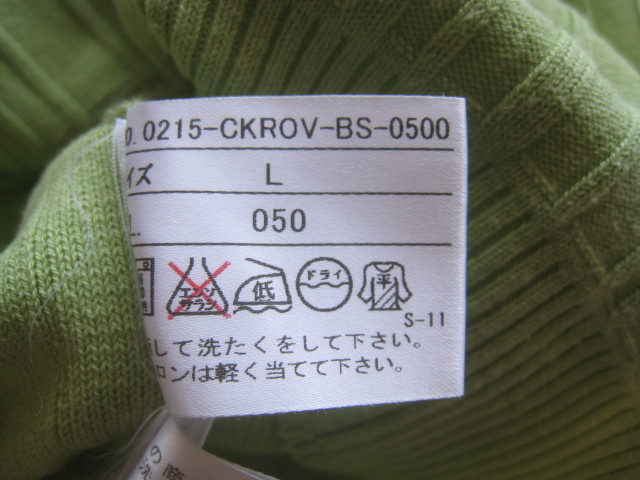 0215-CKROV-BS-0500
イズ L
050
エンソ サラシ 低 ドライ 平
S-11
して洗たくをして下さい。
ロンは軽く当てて下さい。